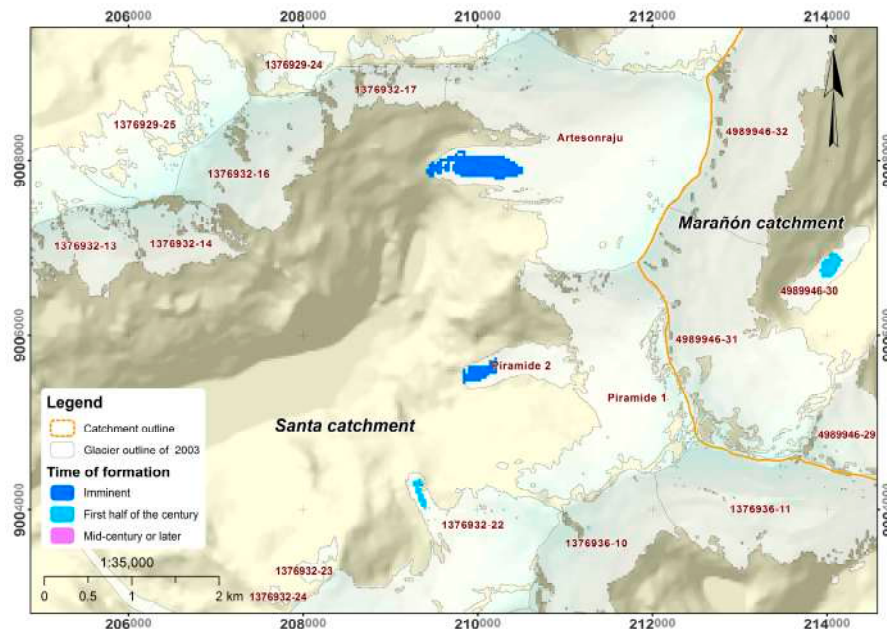 206000 208000 210000 212000 214000
N
1376929-24
1376932-17
1376929-25
Artesonraju
4989946-32
9008000 9008000
1376932-16
Marañón catchment
1376932-13 1376932-14
4989946-30
9006000 9006000
4989946-31
Piramide 2
Piramide 1
Legend
Catchment outline
Glacier outline of 2003
Time of formation
Imminent
First half of the century
Mid-century or later
1:35,000
0 0.5 1 2 km
Santa catchment
4989946-29
9004000 9004000
1376932-22
1376936-11
1376936-10
1376932-23
1376932-24
206000 208000 210000 212000 214000